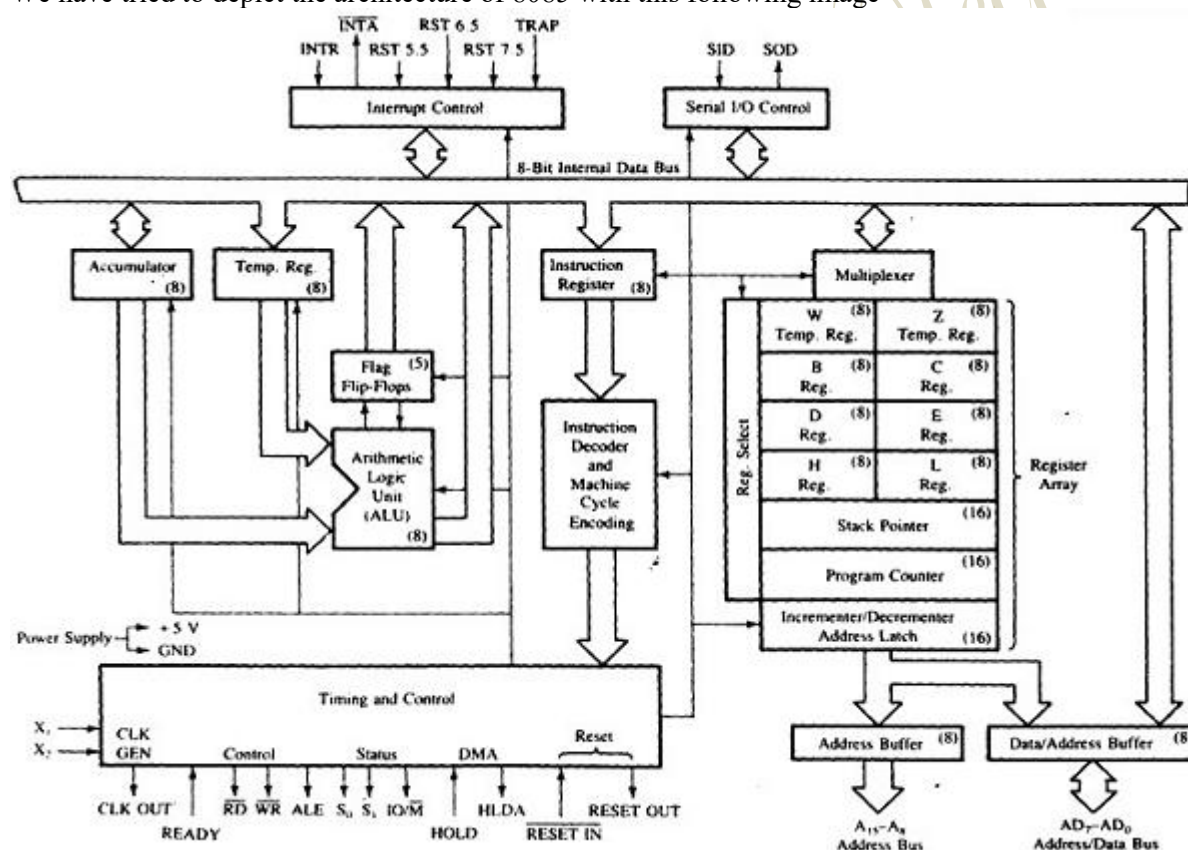 We have tried to depict the architecture of 8085 with this following image
INTA RST 6.5 TRAP
INTR RST 5.5 RST 7.5
SID SOD
Interrupt Control
Serial I/O Control
8-Bit Internal Data Bus
Accumulator
(8)
Temp. Reg.
(8)
Instruction
Register
(8)
Multiplexer
W (8)
Temp. Reg.
Z (8)
Temp. Reg.
Flag (5)
Flip-Flops
B (8)
Reg.
C (8)
Reg.
Instruction
Decoder
and
Machine
Cycle
Encoding
Arithmetic
Logic
Unit
(ALU)
(8)
Reg. Select
D (8)
Reg.
E (8)
Reg.
H (8)
Reg.
L (8)
Reg.
Register
Array
Stack Pointer (16)
Program Counter (16)
Incrementer/Decrementer
Address Latch (16)
Power Supply
+5 V
GND
Timing and Control
X₁
X₂
CLK
GEN
Control Status DMA Reset
CLK OUT RD WR ALE S₀ S₁ IO/M HLDA RESET OUT
READY HOLD RESET IN
Address Buffer (8)
Data/Address Buffer (8
A₁₅–A₈
Address Bus
AD₇–AD₀
Address/Data Bus